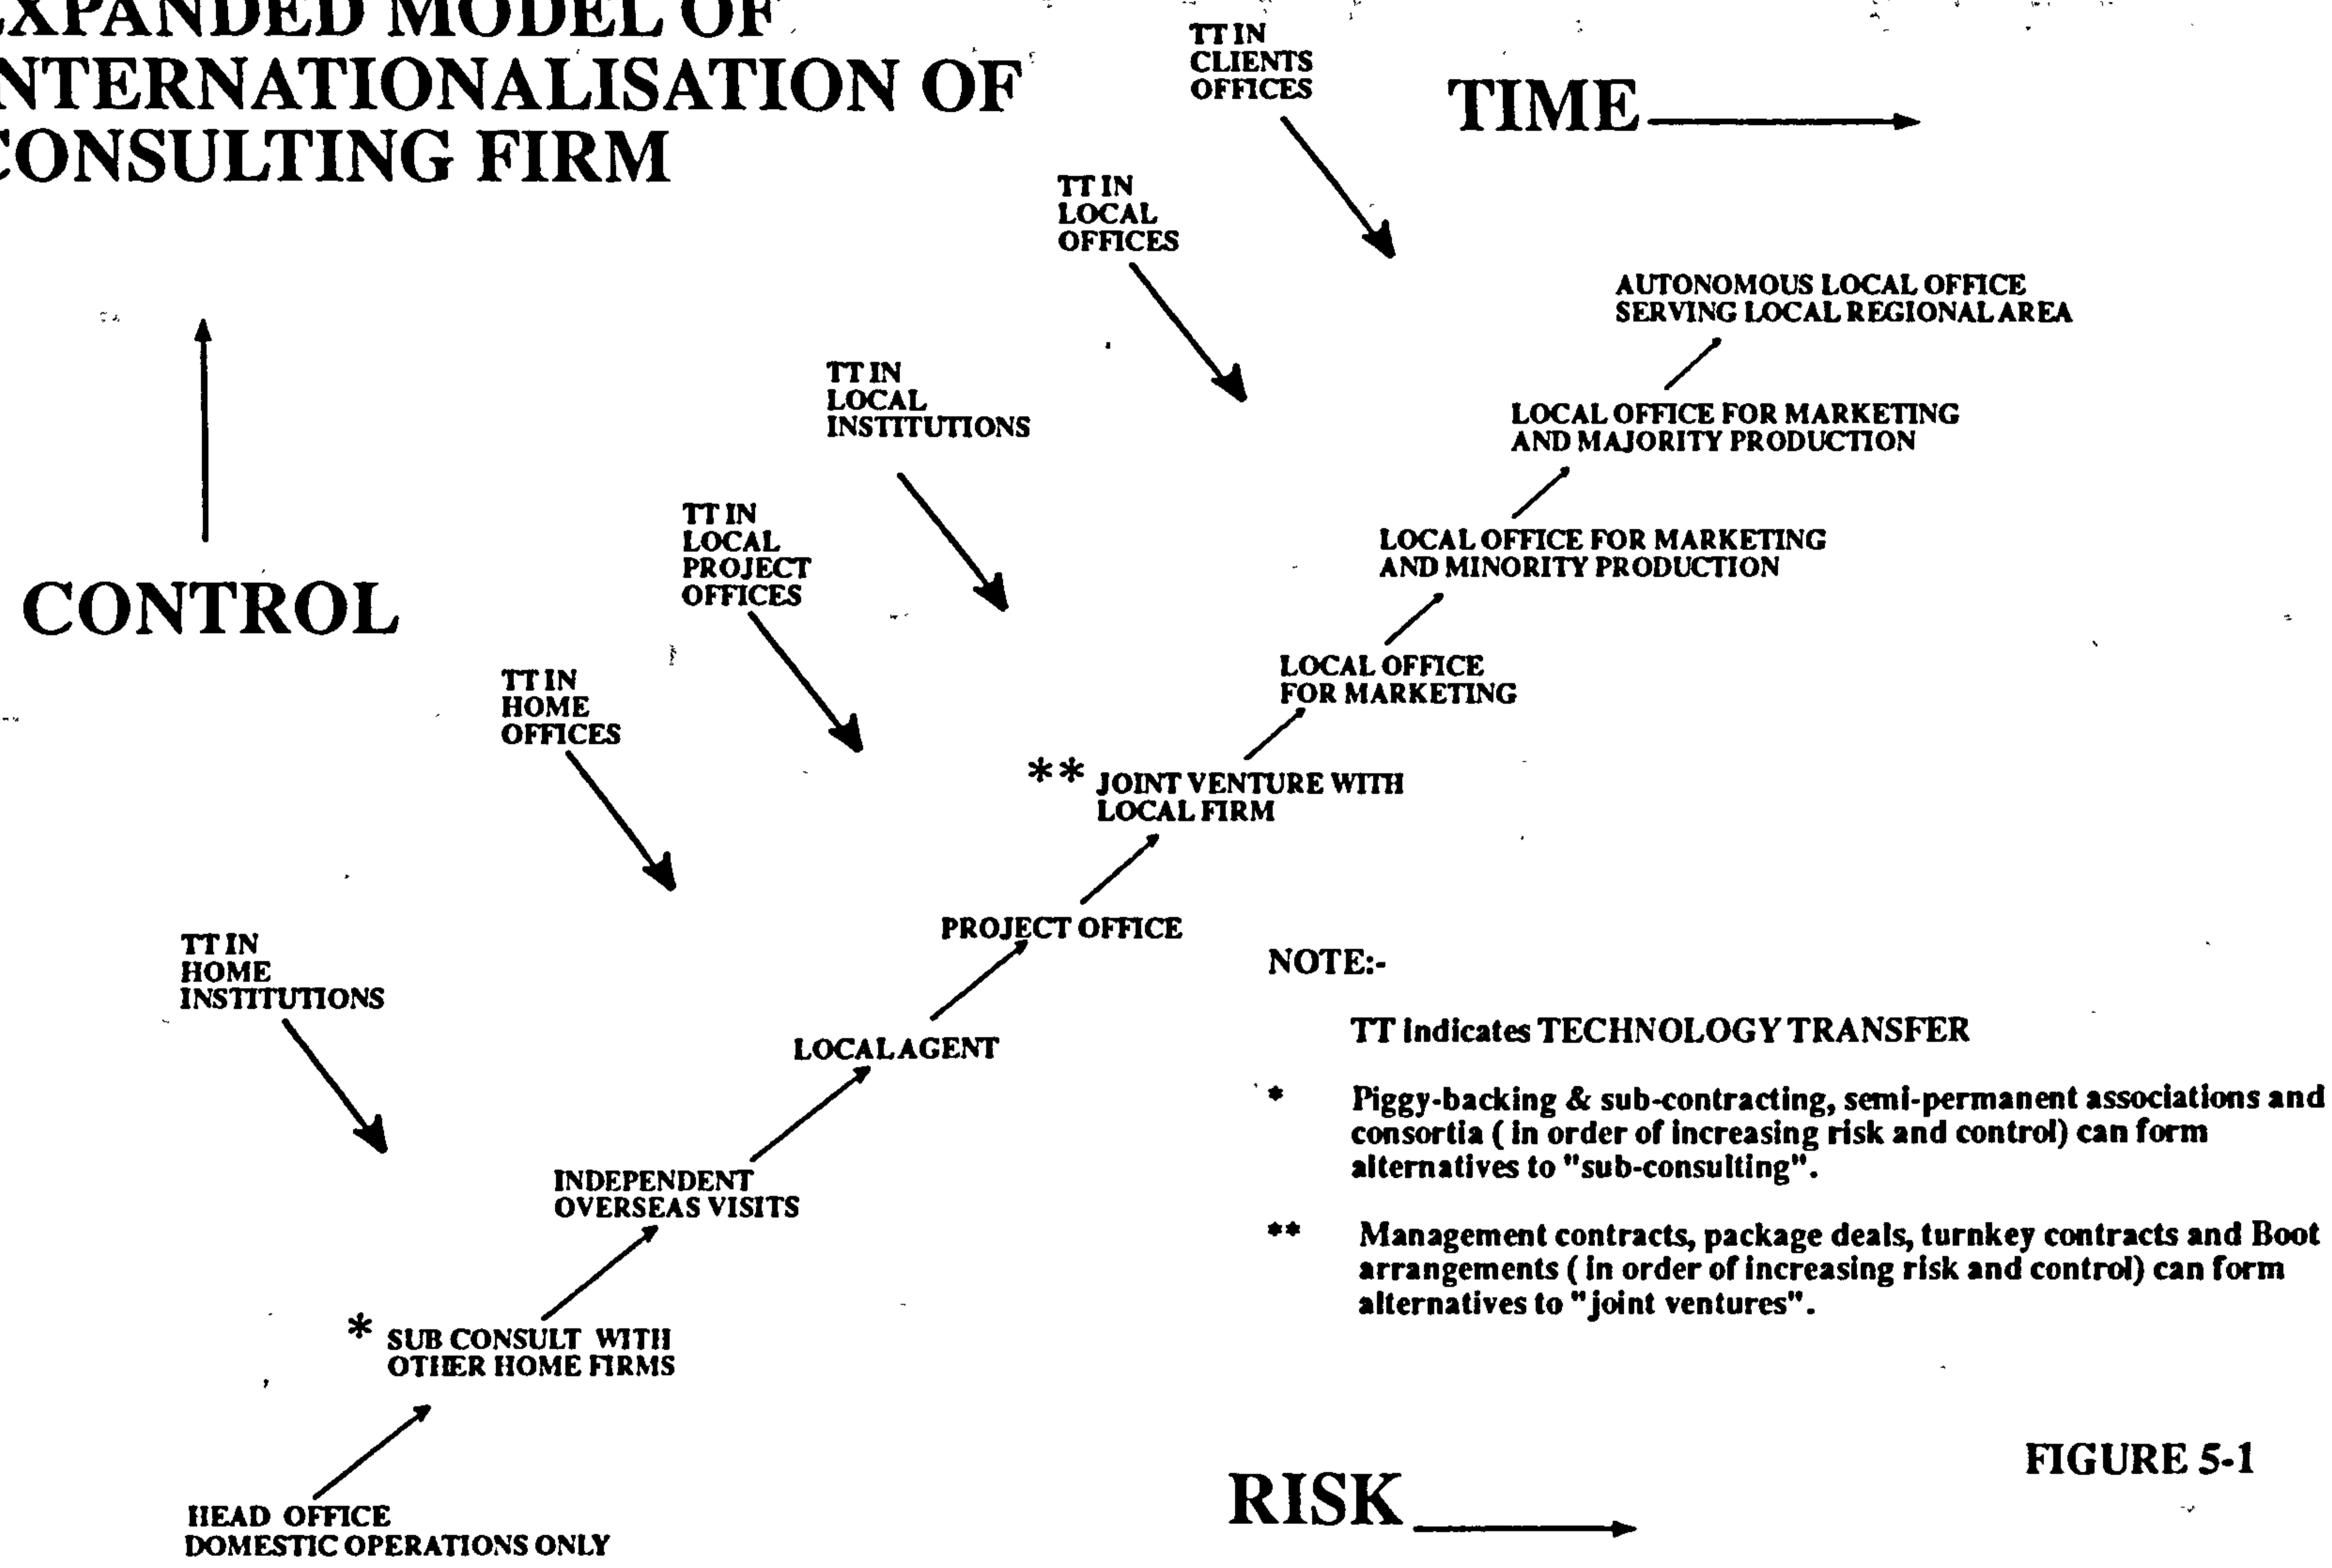 EXPANDED MODEL OF
INTERNATIONALISATION OF
CONSULTING FIRM
TT IN
CLIENTS
OFFICES
TIME
TT IN
LOCAL
OFFICES
AUTONOMOUS LOCAL OFFICE
SERVING LOCAL REGIONAL AREA
TT IN
LOCAL
INSTITUTIONS
LOCAL OFFICE FOR MARKETING
AND MAJORITY PRODUCTION
TT IN
LOCAL
PROJECT
OFFICES
LOCAL OFFICE FOR MARKETING
AND MINORITY PRODUCTION
CONTROL
TT IN
HOME
OFFICES
LOCAL OFFICE
FOR MARKETING
** JOINT VENTURE WITH
LOCAL FIRM
PROJECT OFFICE
TT IN
HOME
INSTITUTIONS
LOCAL AGENT
INDEPENDENT
OVERSEAS VISITS
* SUB CONSULT WITH
OTHER HOME FIRMS
HEAD OFFICE
DOMESTIC OPERATIONS ONLY
NOTE:-
TT indicates TECHNOLOGY TRANSFER
* Piggy-backing & sub-contracting, semi-permanent associations and
consortia ( in order of increasing risk and control) can form
alternatives to "sub-consulting".
** Management contracts, package deals, turnkey contracts and Boot
arrangements ( in order of increasing risk and control) can form
alternatives to "joint ventures".
RISK
FIGURE 5-1